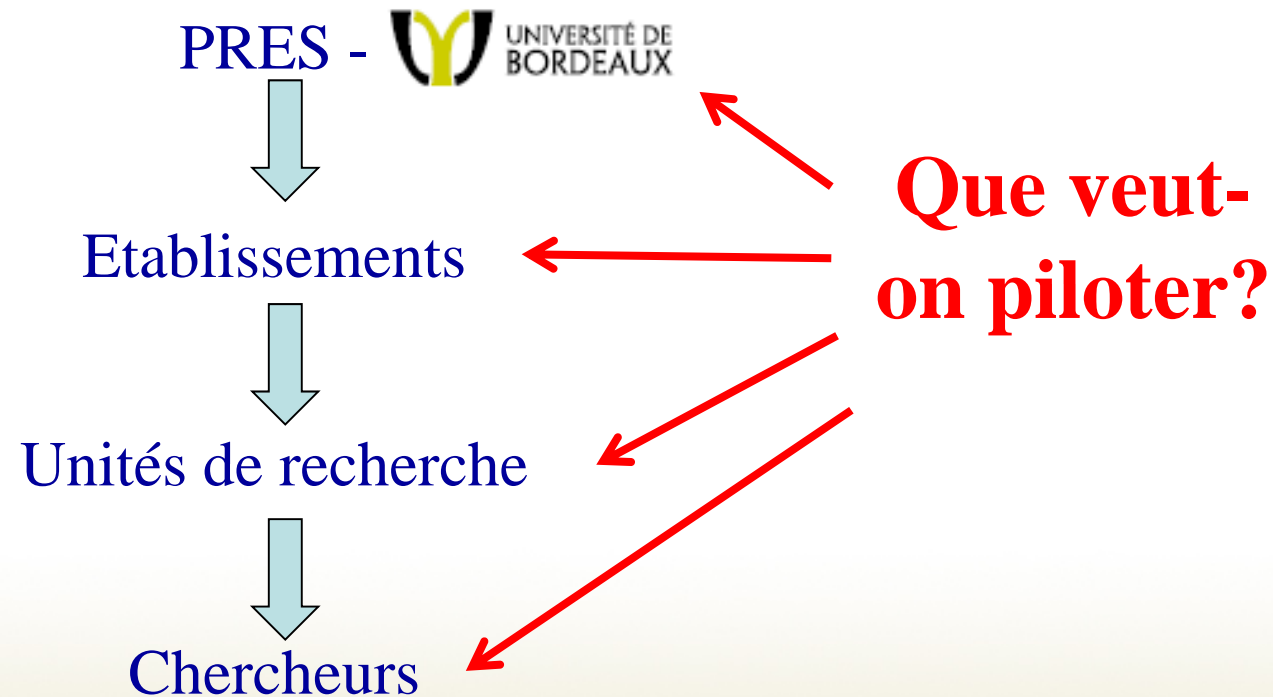 PRES -
UNIVERSITÉ DE
BORDEAUX
Que veut-
on piloter?
Etablissements
Unités de recherche
Chercheurs